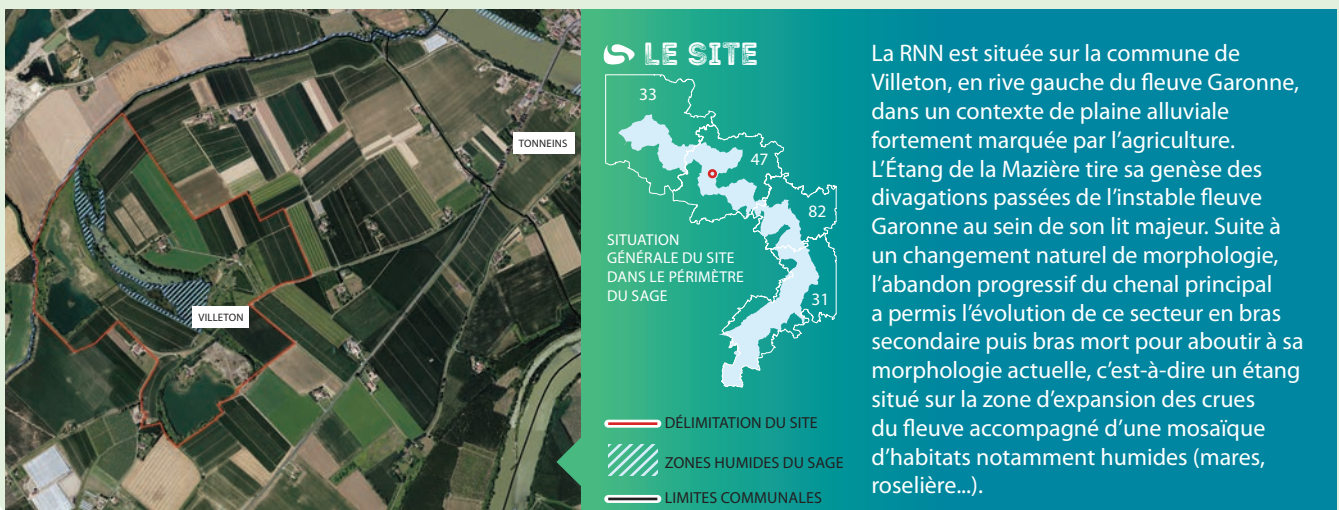 TONNEINS
VILLETON
LE SITE
33
47
82
31
SITUATION
GÉNÉRALE DU SITE
DANS LE PÉRIMÈTRE
DU SAGE
DÉLIMITATION DU SITE
ZONES HUMIDES DU SAGE
LIMITES COMMUNALES
La RNN est située sur la commune de
Villeton, en rive gauche du fleuve Garonne,
dans un contexte de plaine alluviale
fortement marquée par l’agriculture.
L’Étang de la Mazière tire sa genèse des
divagations passées de l’instable fleuve
Garonne au sein de son lit majeur. Suite à
un changement naturel de morphologie,
l’abandon progressif du chenal principal
a permis l’évolution de ce secteur en bras
secondaire puis bras mort pour aboutir à sa
morphologie actuelle, c’est-à-dire un étang
situé sur la zone d’expansion des crues
du fleuve accompagné d’une mosaïque
d’habitats notamment humides (mares,
roselière...).